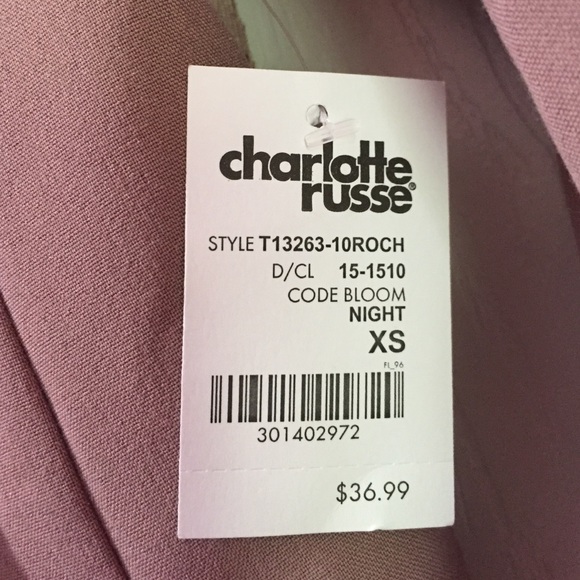 charlotte
russe®
STYLE T13263-10ROCH
D/CL 15-1510
CODE BLOOM
NIGHT
XS
FL_96
301402972
$36.99